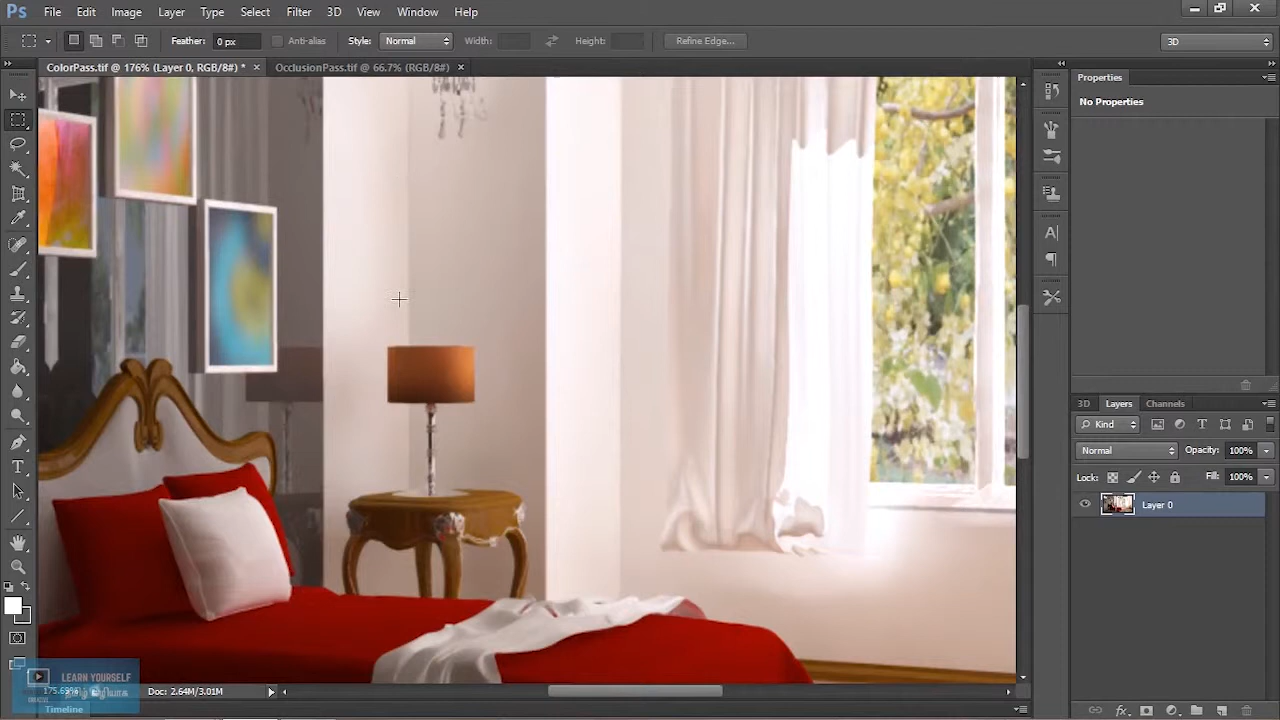 Ps File Edit Image Layer Type Select Filter 3D View Window Help
Feather: 0 px Anti-alias Style: Normal Width: Height: Refine Edge... 3D
ColorPass.tif @ 176% (Layer 0, RGB/8#) * × OcclusionPass.tif @ 66.7% (RGB/8#) ×
Properties
No Properties
3D Layers Channels
Kind
Normal Opacity: 100%
Lock: Fill: 100%
Layer 0
LEARN YOURSELF
Doc: 2.64M/3.01M
Timeline